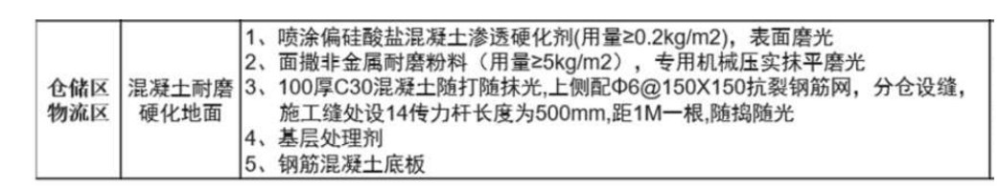 仓储区
物流区
混凝土耐磨
硬化地面
1、喷涂偏硅酸盐混凝土渗透硬化剂(用量≥0.2kg/m2)，表面磨光
2、面撒非金属耐磨粉料（用量≥5kg/m2），专用机械压实抹平磨光
3、100厚C30混凝土随打随抹光,上侧配Φ6@150X150抗裂钢筋网，分仓设缝，
施工缝处设14传力杆长度为500mm,距1M一根,随捣随光
4、基层处理剂
5、钢筋混凝土底板